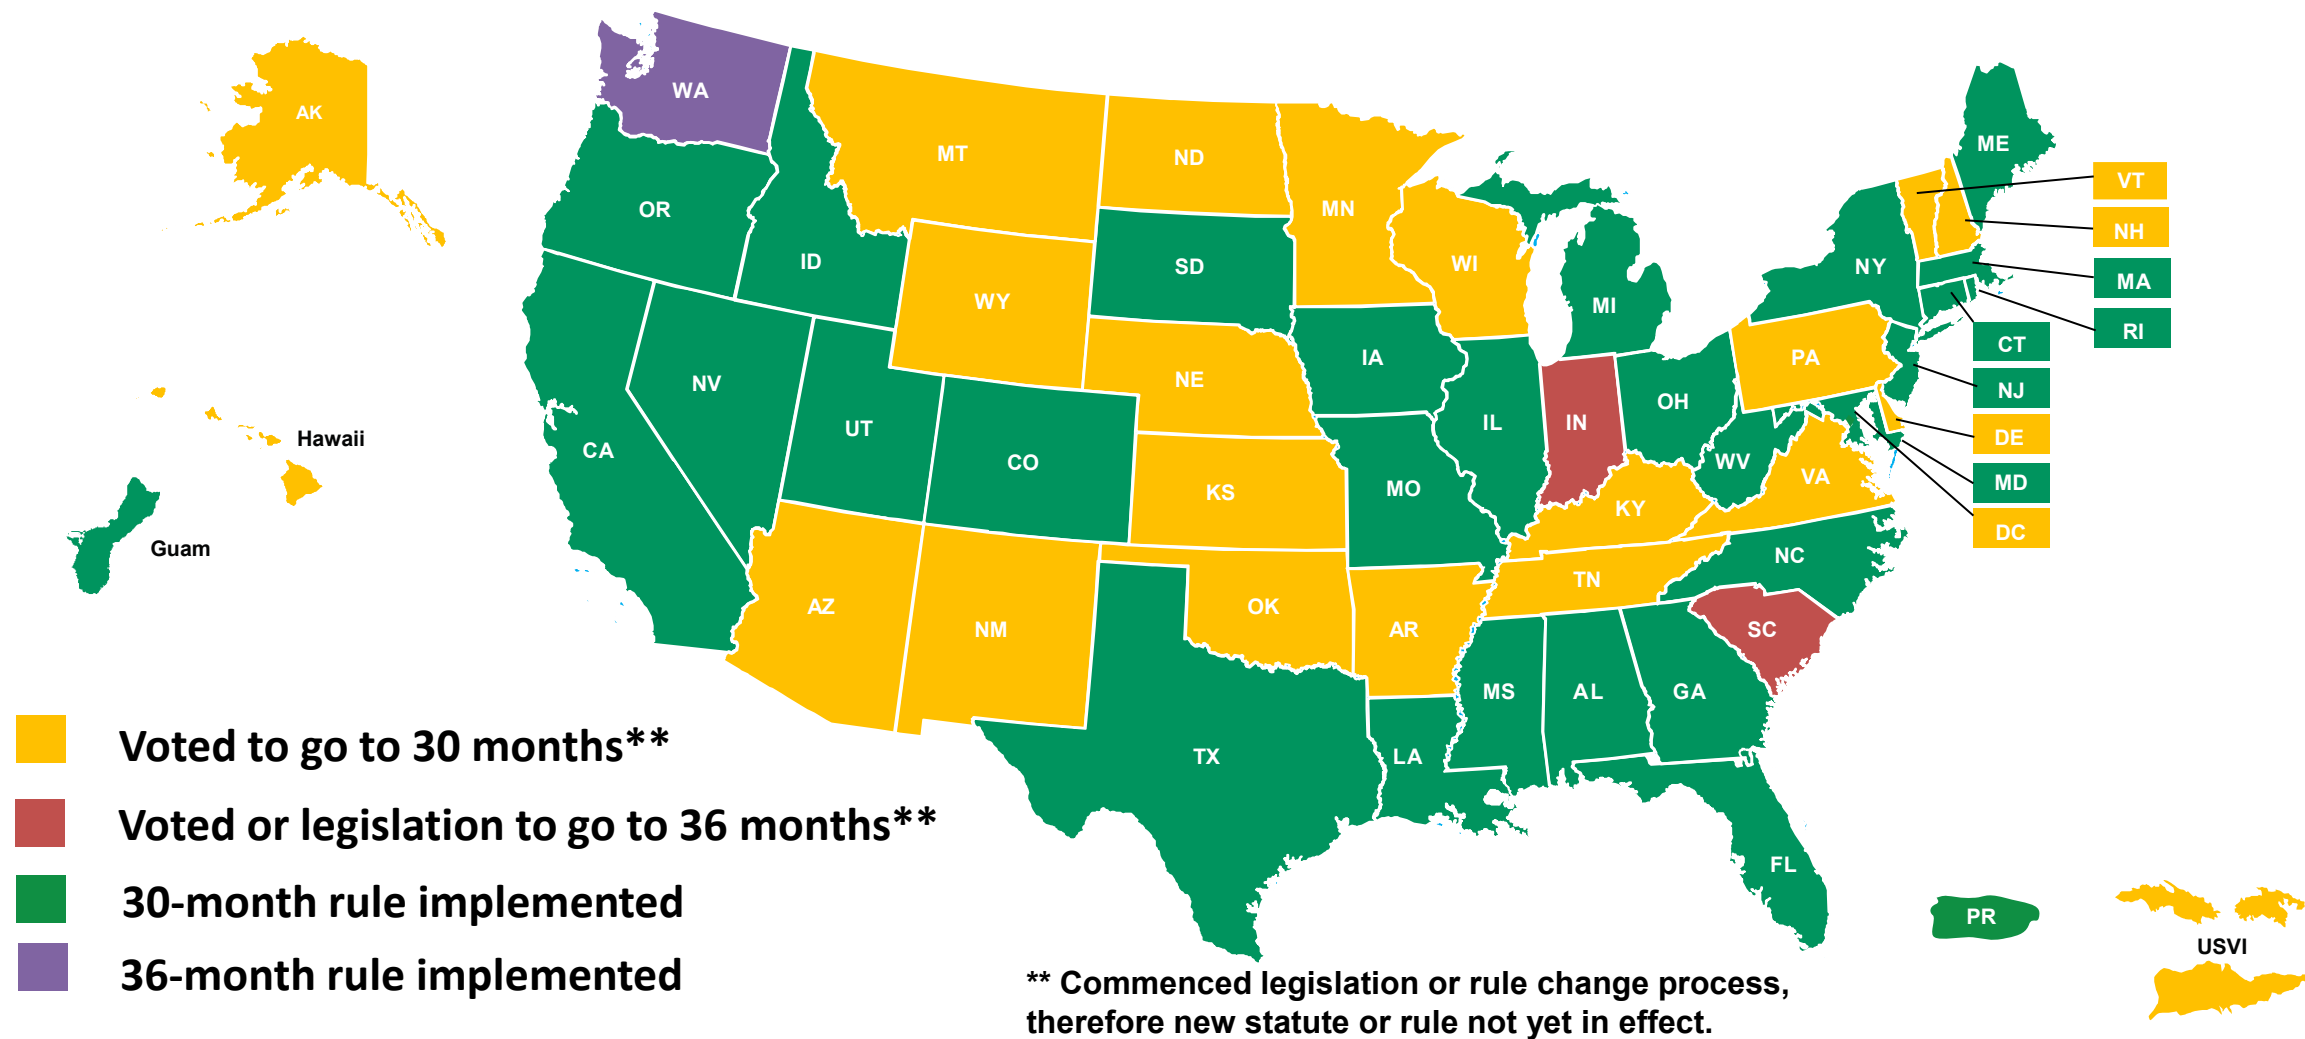 WA
AK
ME
MT
ND
VT
OR
MN
NH
ID
SD
WI
NY
MA
WY
MI
RI
CT
IA
PA
NV
NE
NJ
OH
UT
IL
IN
DE
Hawaii
CA
CO
WV
MD
KS
MO
VA
KY
DC
Guam
NC
TN
AZ
OK
NM
AR
SC
MS
AL
GA
Voted to go to 30 months**
TX
LA
Voted or legislation to go to 36 months**
FL
30-month rule implemented
PR
USVI
36-month rule implemented
** Commenced legislation or rule change process,
therefore new statute or rule not yet in effect.